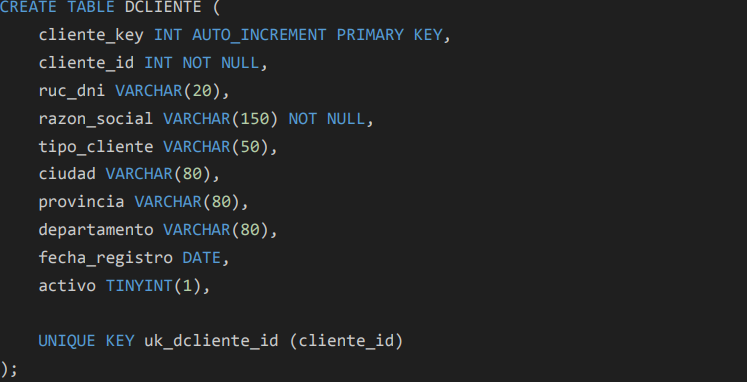 CREATE TABLE DCLIENTE (
    cliente_key INT AUTO_INCREMENT PRIMARY KEY,
    cliente_id INT NOT NULL,
    ruc_dni VARCHAR(20),
    razon_social VARCHAR(150) NOT NULL,
    tipo_cliente VARCHAR(50),
    ciudad VARCHAR(80),
    provincia VARCHAR(80),
    departamento VARCHAR(80),
    fecha_registro DATE,
    activo TINYINT(1),
    UNIQUE KEY uk_dcliente_id (cliente_id)
);